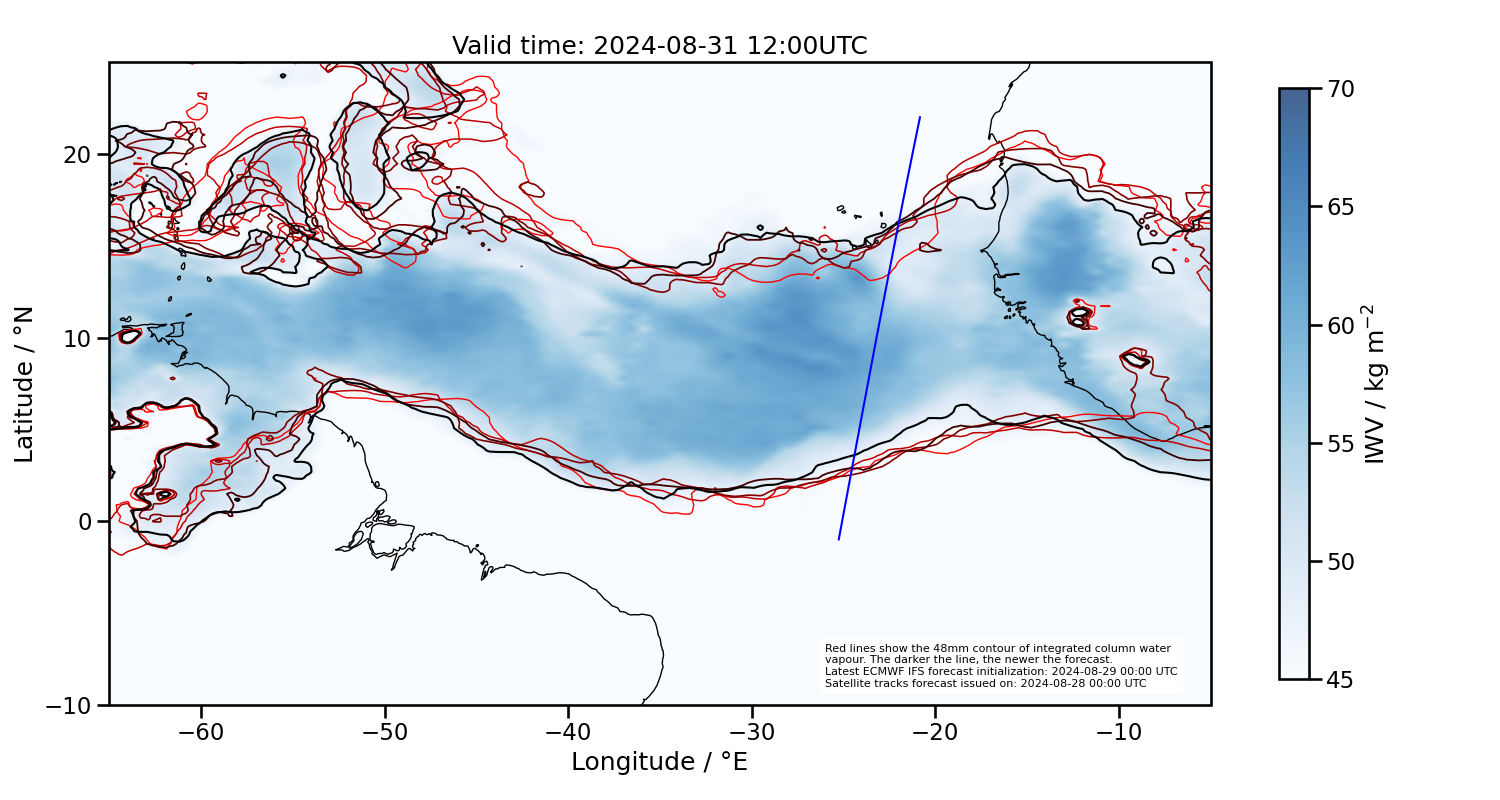 Valid time: 2024-08-31 12:00UTC
20
10
0
−10
Latitude / °N
−60
−50
−40
−30
−20
−10
Longitude / °E
70
65
60
55
50
45
IWV / kg m⁻²
Red lines show the 48mm contour of integrated column water
vapour. The darker the line, the newer the forecast.
Latest ECMWF IFS forecast initialization: 2024-08-29 00:00 UTC
Satellite tracks forecast issued on: 2024-08-28 00:00 UTC